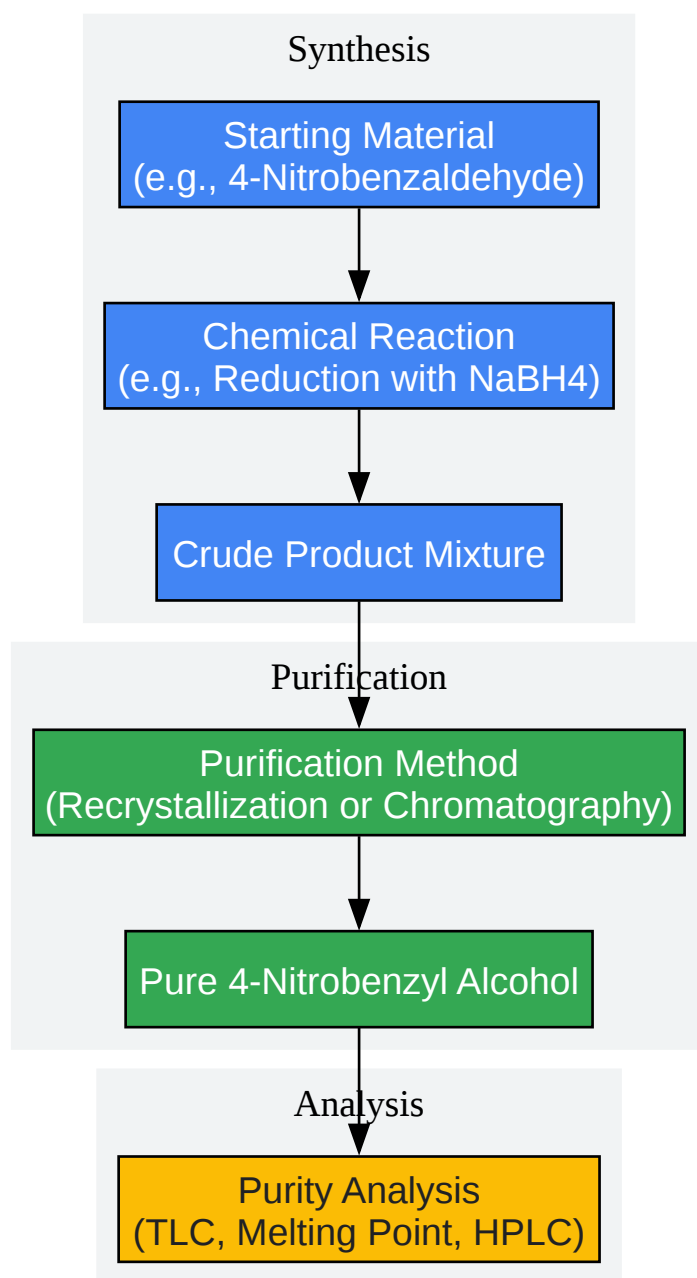 Synthesis
Starting Material
(e.g., 4-Nitrobenzaldehyde)
Chemical Reaction
(e.g., Reduction with NaBH4)
Crude Product Mixture
Purification
Purification Method
(Recrystallization or Chromatography)
Pure 4-Nitrobenzyl Alcohol
Analysis
Purity Analysis
(TLC, Melting Point, HPLC)